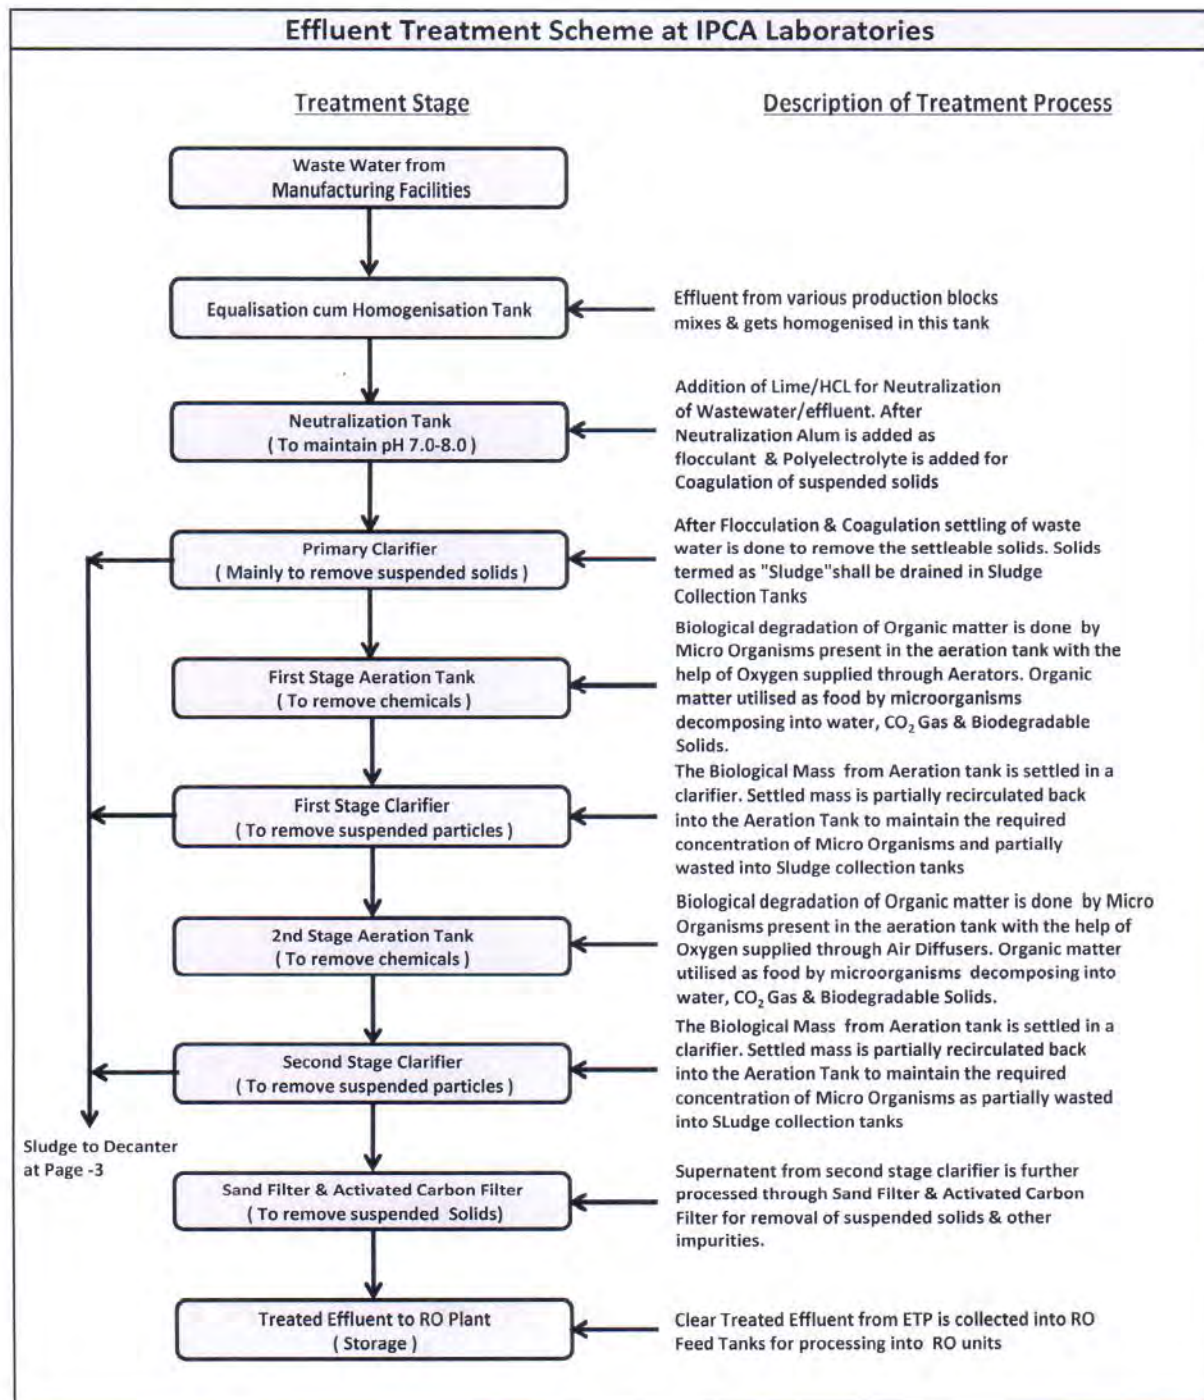 Effluent Treatment Scheme at IPCA Laboratories
Treatment Stage
Description of Treatment Process
Waste Water from
Manufacturing Facilities
Equalisation cum Homogenisation Tank
Effluent from various production blocks
mixes & gets homogenised in this tank
Neutralization Tank
( To maintain pH 7.0-8.0 )
Addition of Lime/HCL for Neutralization
of Wastewater/effluent. After
Neutralization Alum is added as
flocculant & Polyelectrolyte is added for
Coagulation of suspended solids
Primary Clarifier
( Mainly to remove suspended solids )
After Flocculation & Coagulation settling of waste
water is done to remove the settleable solids. Solids
termed as "Sludge"shall be drained in Sludge
Collection Tanks
First Stage Aeration Tank
( To remove chemicals )
Biological degradation of Organic matter is done by
Micro Organisms present in the aeration tank with the
help of Oxygen supplied through Aerators. Organic
matter utilised as food by microorganisms
decomposing into water, CO₂ Gas & Biodegradable
Solids.
First Stage Clarifier
( To remove suspended particles )
The Biological Mass from Aeration tank is settled in a
clarifier. Settled mass is partially recirculated back
into the Aeration Tank to maintain the required
concentration of Micro Organisms and partially
wasted into Sludge collection tanks
2nd Stage Aeration Tank
( To remove chemicals )
Biological degradation of Organic matter is done by Micro
Organisms present in the aeration tank with the help of
Oxygen supplied through Air Diffusers. Organic matter
utilised as food by microorganisms decomposing into
water, CO₂ Gas & Biodegradable Solids.
Second Stage Clarifier
( To remove suspended particles )
The Biological Mass from Aeration tank is settled in a
clarifier. Settled mass is partially recirculated back
into the Aeration Tank to maintain the required
concentration of Micro Organisms as partially wasted
into SLudge collection tanks
Sludge to Decanter
at Page -3
Sand Filter & Activated Carbon Filter
( To remove suspended Solids)
Supernatent from second stage clarifier is further
processed through Sand Filter & Activated Carbon
Filter for removal of suspended solids & other
impurities.
Treated Effluent to RO Plant
( Storage )
Clear Treated Effluent from ETP is collected into RO
Feed Tanks for processing into RO units